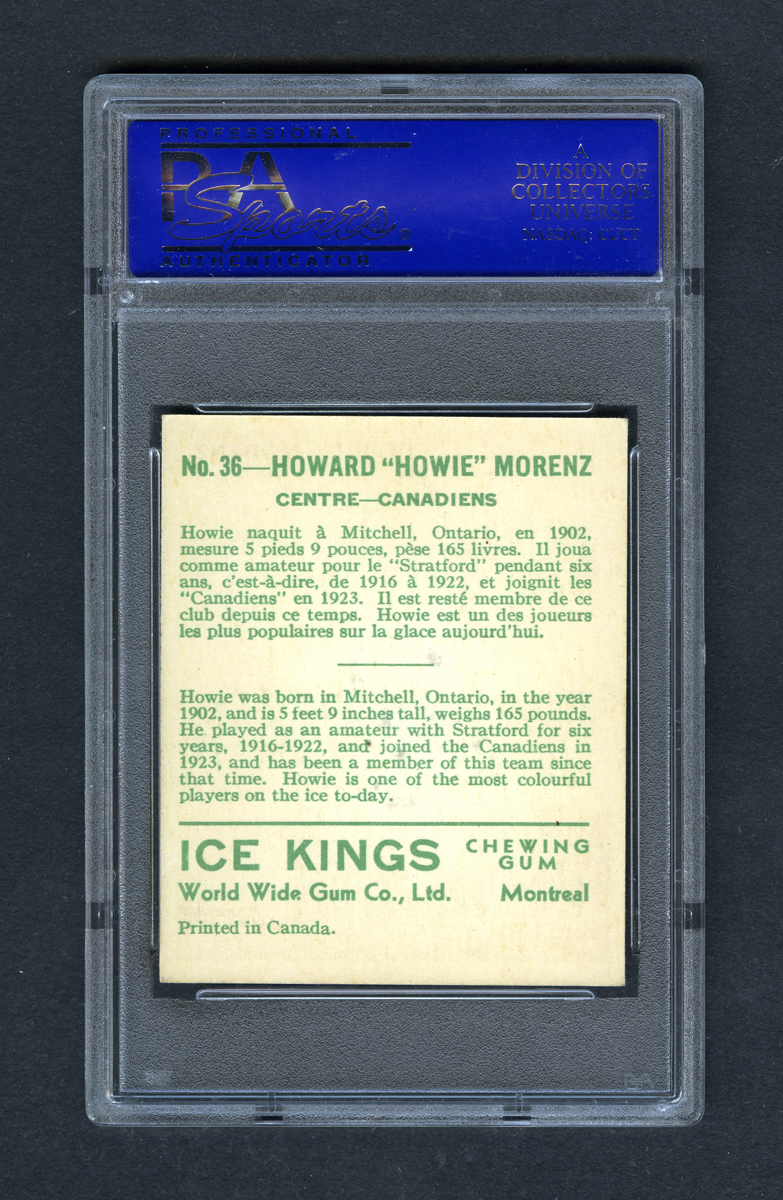 PROFESSIONAL
PSA
Sports®
AUTHENTICATOR
A
DIVISION OF
COLLECTORS
UNIVERSE
NASDAQ: CLCT
No. 36—HOWARD "HOWIE" MORENZ
CENTRE—CANADIENS
Howie naquit à Mitchell, Ontario, en 1902,
mesure 5 pieds 9 pouces, pèse 165 livres. Il joua
comme amateur pour le "Stratford" pendant six
ans, c'est-à-dire, de 1916 à 1922, et joignit les
"Canadiens" en 1923. Il est resté membre de ce
club depuis ce temps. Howie est un des joueurs
les plus populaires sur la glace aujourd'hui.
Howie was born in Mitchell, Ontario, in the year
1902, and is 5 feet 9 inches tall, weighs 165 pounds.
He played as an amateur with Stratford for six
years, 1916-1922, and joined the Canadiens in
1923, and has been a member of this team since
that time. Howie is one of the most colourful
players on the ice to-day.
ICE KINGS CHEWING GUM
World Wide Gum Co., Ltd. Montreal
Printed in Canada.